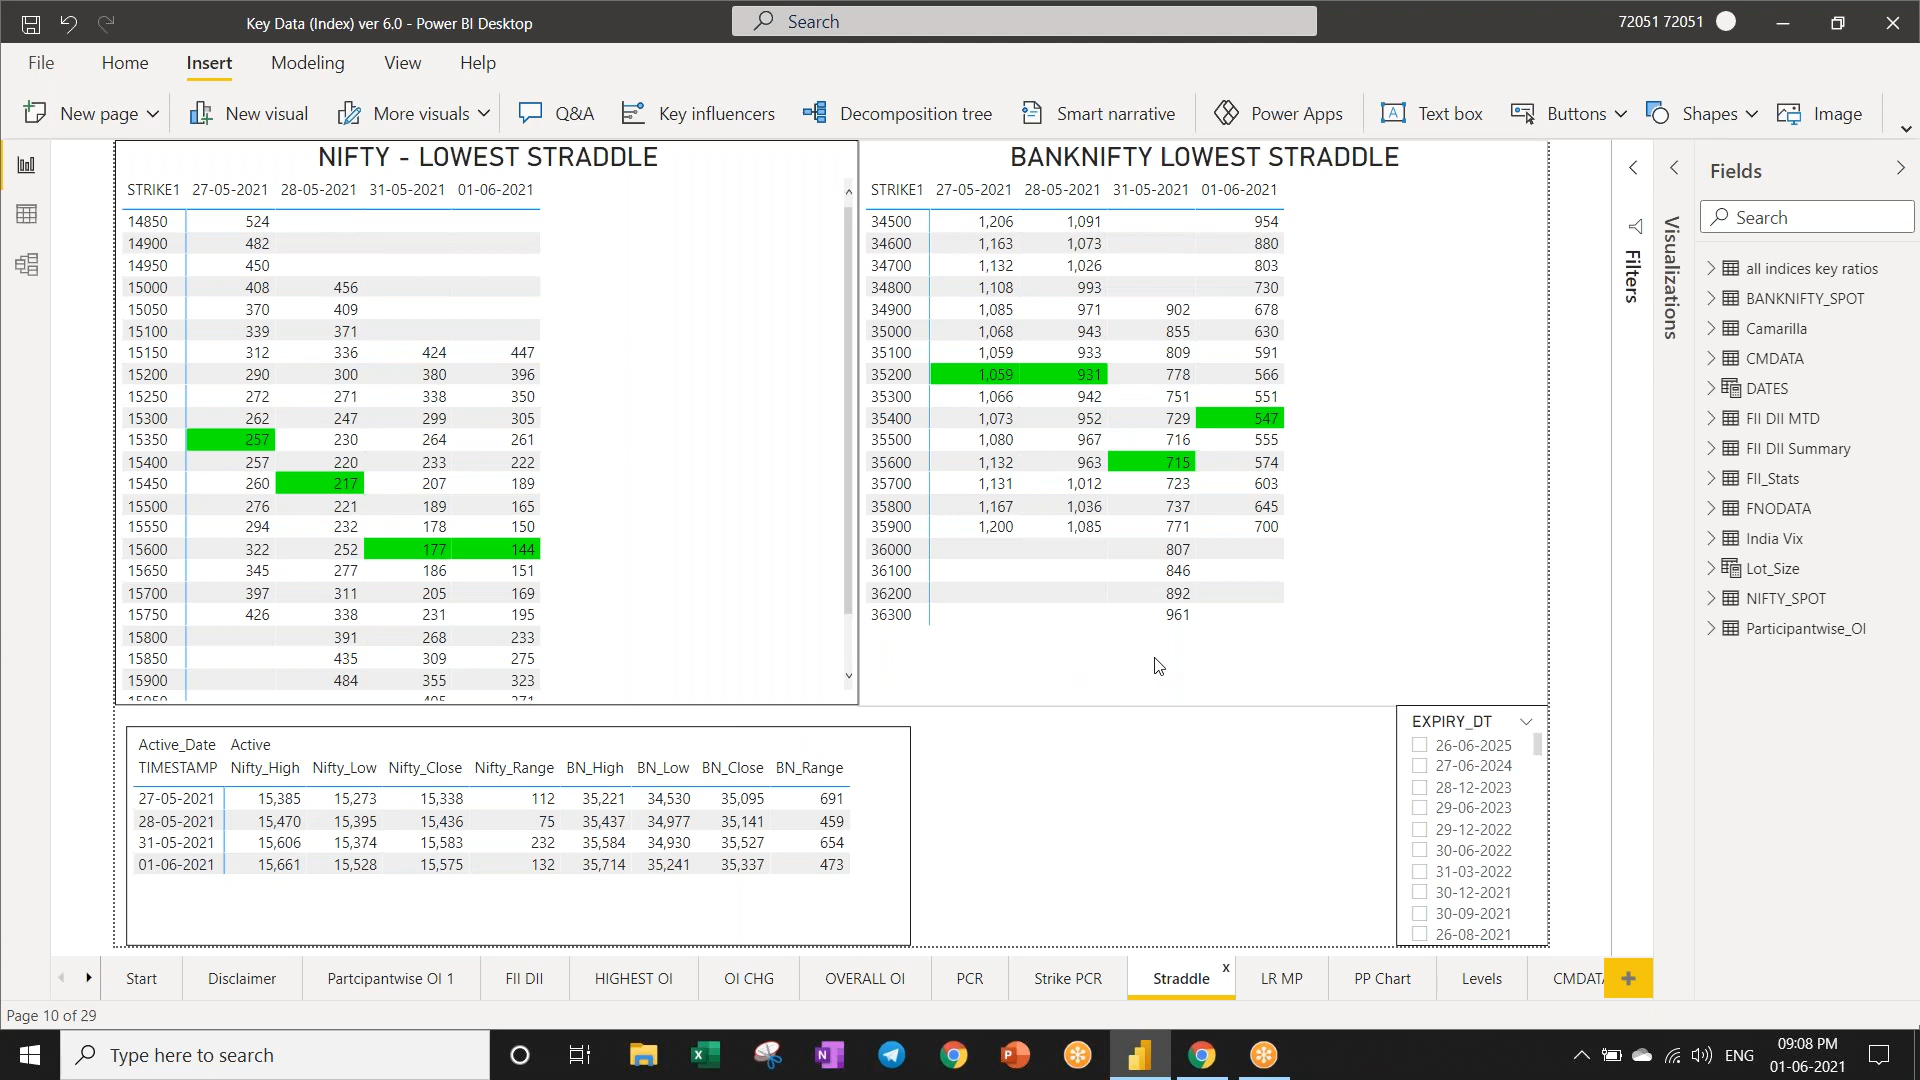 Key Data (Index) ver 6.0 - Power BI Desktop
Search
72051 72051
File Home Insert Modeling View Help
New page New visual More visuals Q&A Key influencers Decomposition tree Smart narrative Power Apps Text box Buttons Shapes Image
NIFTY - LOWEST STRADDLE
STRIKE1 27-05-2021 28-05-2021 31-05-2021 01-06-2021
14850 524
14900 482
14950 450
15000 408 456
15050 370 409
15100 339 371
15150 312 336 424 447
15200 290 300 380 396
15250 272 271 338 350
15300 262 247 299 305
15350 257 230 264 261
15400 257 220 233 222
15450 260 217 207 189
15500 276 221 189 165
15550 294 232 178 150
15600 322 252 177 144
15650 345 277 186 151
15700 397 311 205 169
15750 426 338 231 195
15800 391 268 233
15850 435 309 275
15900 484 355 323
BANKNIFTY LOWEST STRADDLE
STRIKE1 27-05-2021 28-05-2021 31-05-2021 01-06-2021
34500 1,206 1,091 954
34600 1,163 1,073 880
34700 1,132 1,026 803
34800 1,108 993 730
34900 1,085 971 902 678
35000 1,068 943 855 630
35100 1,059 933 809 591
35200 1,059 931 778 566
35300 1,066 942 751 551
35400 1,073 952 729 547
35500 1,080 967 716 555
35600 1,132 963 715 574
35700 1,131 1,012 723 603
35800 1,167 1,036 737 645
35900 1,200 1,085 771 700
36000 807
36100 846
36200 892
36300 961
Active_Date Active
TIMESTAMP Nifty_High Nifty_Low Nifty_Close Nifty_Range BN_High BN_Low BN_Close BN_Range
27-05-2021 15,385 15,273 15,338 112 35,221 34,530 35,095 691
28-05-2021 15,470 15,395 15,436 75 35,437 34,977 35,141 459
31-05-2021 15,606 15,374 15,583 232 35,584 34,930 35,527 654
01-06-2021 15,661 15,528 15,575 132 35,714 35,241 35,337 473
EXPIRY_DT
26-06-2025
27-06-2024
28-12-2023
29-06-2023
29-12-2022
30-06-2022
31-03-2022
30-12-2021
30-09-2021
26-08-2021
Filters
Visualizations
Fields
Search
all indices key ratios
BANKNIFTY_SPOT
Camarilla
CMDATA
DATES
FII DII MTD
FII DII Summary
FII_Stats
FNODATA
India Vix
Lot_Size
NIFTY_SPOT
Participantwise_OI
Start Disclaimer Partcipantwise OI 1 FII DII HIGHEST OI OI CHG OVERALL OI PCR Strike PCR Straddle x LR MP PP Chart Levels CMDATA
Page 10 of 29
Type here to search
ENG
09:08 PM
01-06-2021